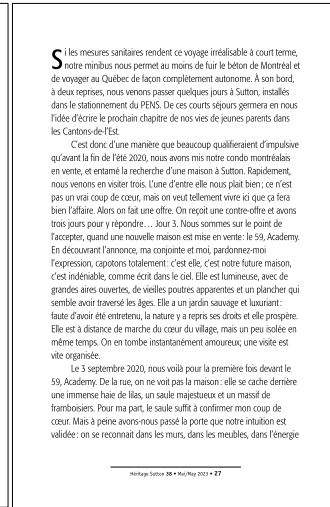 Si les mesures sanitaires rendent ce voyage irréalisable à court terme,
notre minibus nous permet au moins de fuir le béton de Montréal et
de voyager au Québec de façon complètement autonome. À son bord,
à deux reprises, nous venons passer quelques jours à Sutton, installés
dans le stationnement du PENS. De ces courts séjours germera en nous
l'idée d'écrire le prochain chapitre de nos vies de jeunes parents dans
les Cantons-de-l'Est.
C'est donc d'une manière que beaucoup qualifieraient d'impulsive
qu'avant la fin de l'été 2020, nous avons mis notre condo montréalais
en vente, et entamé la recherche d'une maison à Sutton. Rapidement,
nous venons en visiter trois. L'une d'entre elle nous plait bien; ce n'est
pas un vrai coup de cœur, mais on veut tellement vivre ici que ça fera
bien l'affaire. Alors on fait une offre. On reçoit une contre-offre et avons
trois jours pour y répondre… Jour 3. Nous sommes sur le point de
l'accepter, quand une nouvelle maison est mise en vente : le 59, Academy.
En découvrant l'annonce, ma conjointe et moi, pardonnez-moi
l'expression, capotons totalement : c'est elle, c'est notre future maison,
c'est indéniable, comme écrit dans le ciel. Elle est lumineuse, avec de
grandes aires ouvertes, de vieilles poutres apparentes et un plancher qui
semble avoir traversé les âges. Elle a un jardin sauvage et luxuriant :
faute d'avoir été entretenu, la nature y a repris ses droits et elle prospère.
Elle est à distance de marche du cœur du village, mais un peu isolée en
même temps. On en tombe instantanément amoureux; une visite est
vite organisée.
Le 3 septembre 2020, nous voilà pour la première fois devant le
59, Academy. De la rue, on ne voit pas la maison : elle se cache derrière
une immense haie de lilas, un saule majestueux et un massif de
framboisiers. Pour ma part, le saule suffit à confirmer mon coup de
cœur. Mais à peine avons-nous passé la porte que notre intuition est
validée : on se reconnait dans les murs, dans les meubles, dans l'énergie
Héritage Sutton 38 • Mai/May 2023 • 27